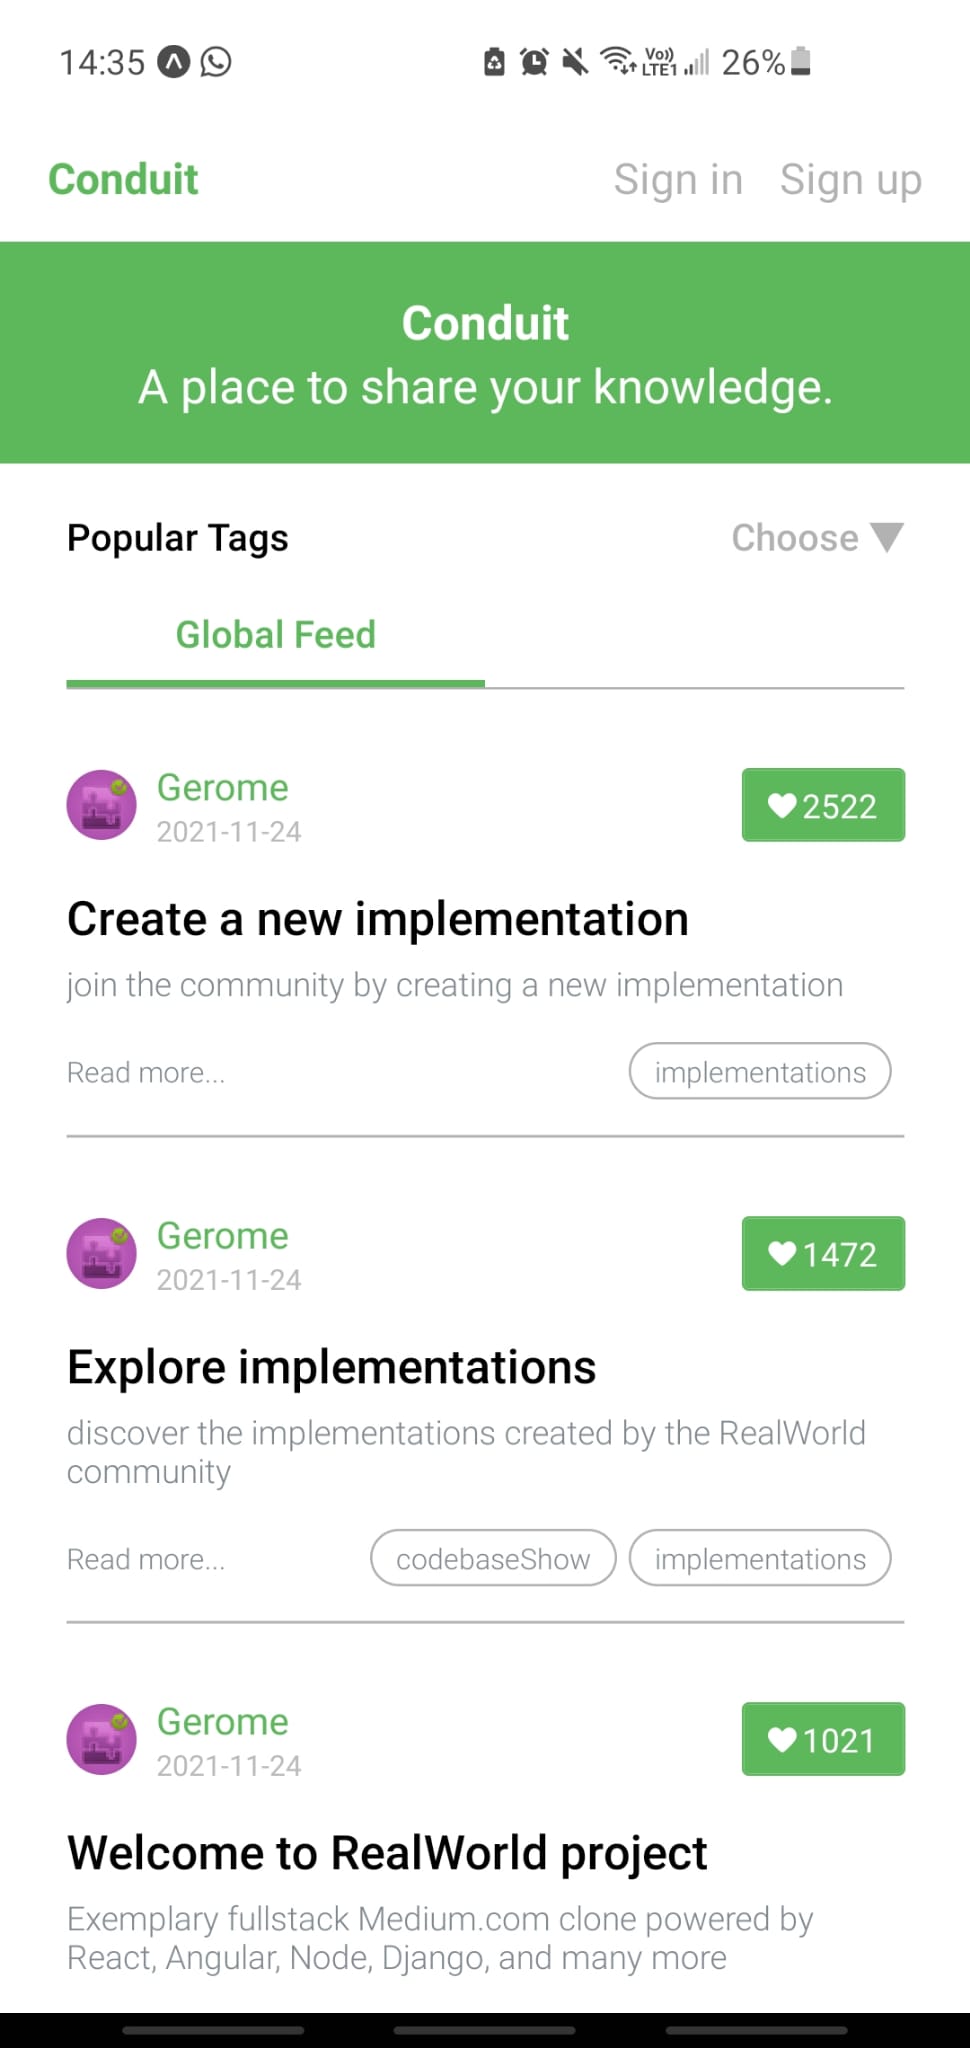 14:35
Vo)) LTE1 26%
Conduit Sign in Sign up
Conduit
A place to share your knowledge.
Popular Tags Choose
Global Feed
Gerome
2021-11-24
2522
Create a new implementation
join the community by creating a new implementation
Read more... implementations
Gerome
2021-11-24
1472
Explore implementations
discover the implementations created by the RealWorld
community
Read more... codebaseShow implementations
Gerome
2021-11-24
1021
Welcome to RealWorld project
Exemplary fullstack Medium.com clone powered by
React, Angular, Node, Django, and many more